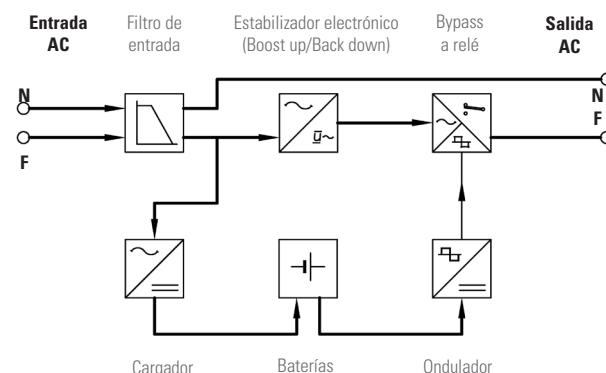 Entrada
AC
Filtro de
entrada
Estabilizador electrónico
(Boost up/Back down)
Bypass
a relé
Salida
AC
N
F
N
F
u~
Cargador
Baterías
Ondulador